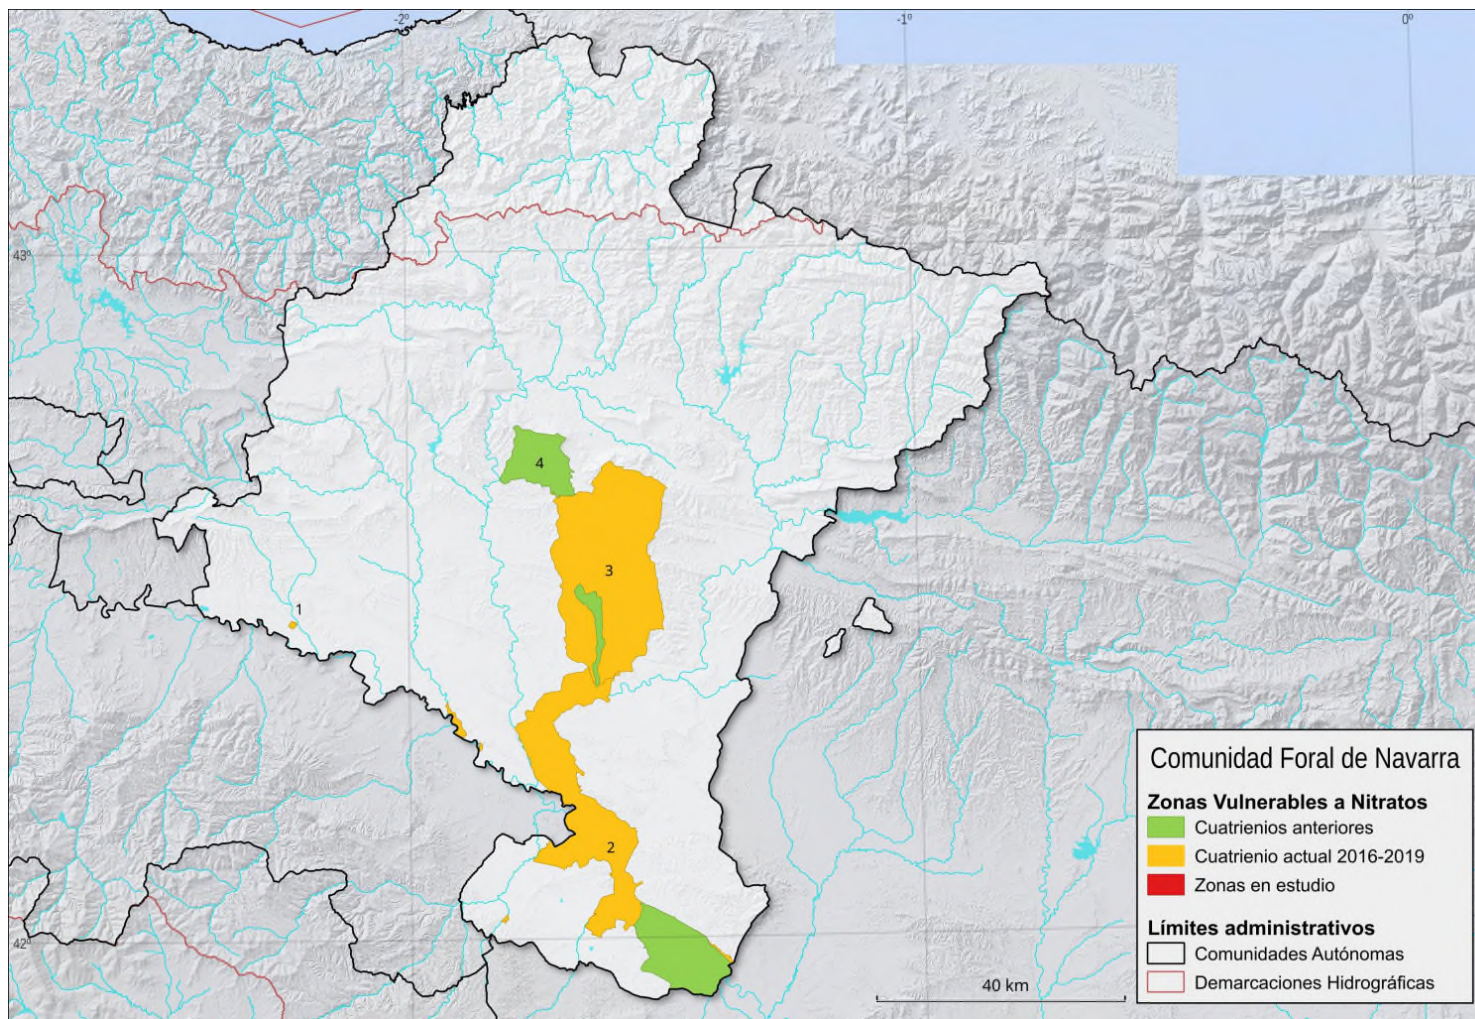 -2º
-1º
0º
43º
4
3
1
2
42º
Comunidad Foral de Navarra
Zonas Vulnerables a Nitratos
Cuatrienios anteriores
Cuatrienio actual 2016-2019
Zonas en estudio
Límites administrativos
Comunidades Autónomas
Demarcaciones Hidrográficas
40 km